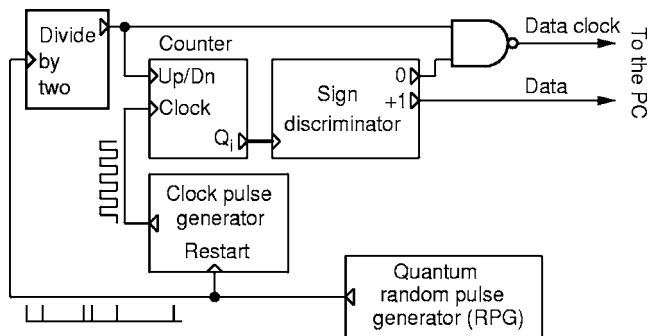 Divide
by
two
Counter
Up/Dn
Clock
Qi
Sign
discriminator
0
+1
Data clock
Data
To the PC
Clock pulse
generator
Restart
Quantum
random pulse
generator (RPG)